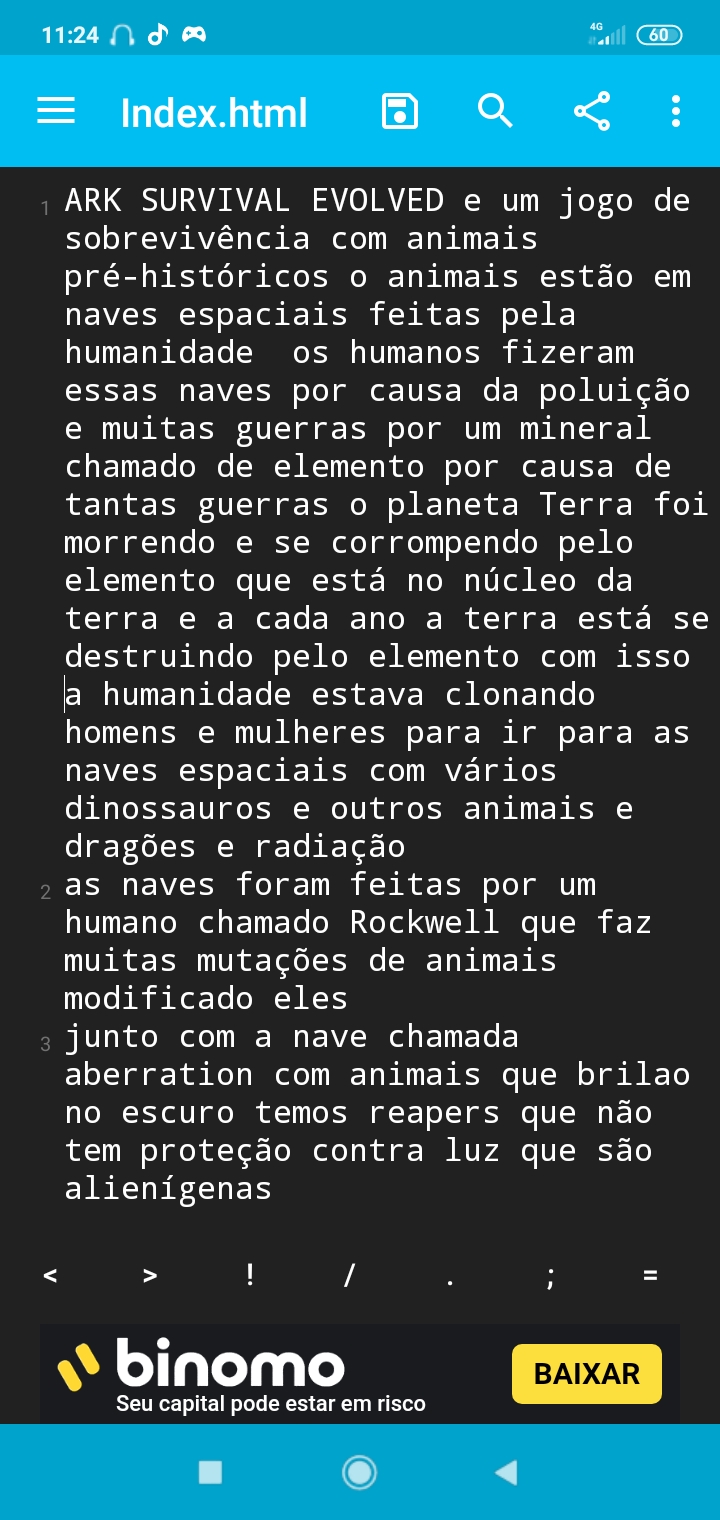 11:24
4G
60
Index.html
1 ARK SURVIVAL EVOLVED e um jogo de
sobrevivência com animais
pré-históricos o animais estão em
naves espaciais feitas pela
humanidade  os humanos fizeram
essas naves por causa da poluição
e muitas guerras por um mineral
chamado de elemento por causa de
tantas guerras o planeta Terra foi
morrendo e se corrompendo pelo
elemento que está no núcleo da
terra e a cada ano a terra está se
destruindo pelo elemento com isso
a humanidade estava clonando
homens e mulheres para ir para as
naves espaciais com vários
dinossauros e outros animais e
dragões e radiação
2 as naves foram feitas por um
humano chamado Rockwell que faz
muitas mutações de animais
modificado eles
3 junto com a nave chamada
aberration com animais que brilao
no escuro temos reapers que não
tem proteção contra luz que são
alienígenas
< > ! / . ; =
binomo
Seu capital pode estar em risco
BAIXAR